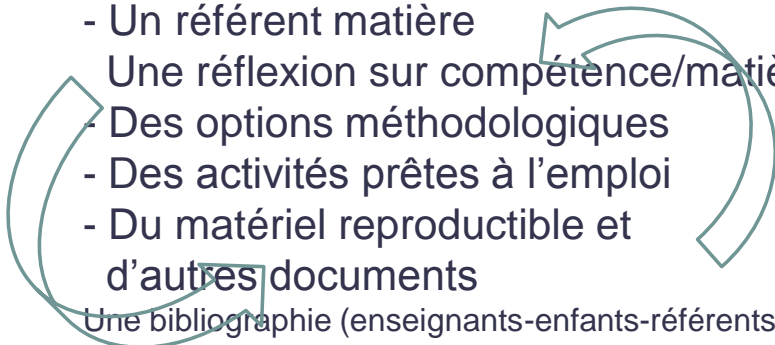 - Un référent matière
Une réflexion sur compétence/matiè
- Des options méthodologiques
- Des activités prêtes à l’emploi
- Du matériel reproductible et
d’autres documents
Une bibliographie (enseignants-enfants-référents